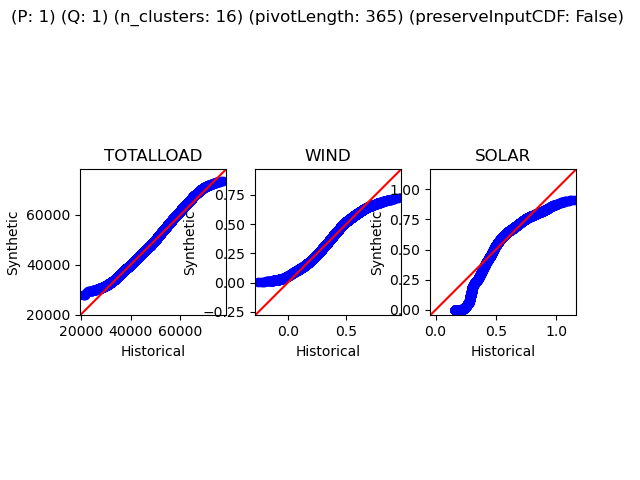 (P: 1) (Q: 1) (n_clusters: 16) (pivotLength: 365) (preserveInputCDF: False)
TOTALLOAD
WIND
SOLAR
Synthetic
60000
40000
20000
20000 40000 60000
Historical
Synthetic
0.75
0.50
0.25
0.00
−0.25
0.0 0.5
Historical
Synthetic
1.00
0.75
0.50
0.25
0.00
0.0 0.5 1.0
Historical